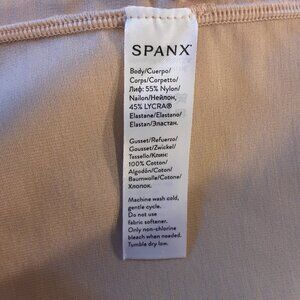 SPANX
Body/Cuerpo/
Corps/Corpetto/
Лиф: 55% Nylon/
Nailon/Нейлон,
45% LYCRA®
Elastane/Elastano/
Elastan/Эластан.
Gusset/Refuerzo/
Gousset/Zwickel/
Tassello/Клин:
100% Cotton/
Algodón/Coton/
Baumwolle/Cotone/
Хлопок.
Machine wash cold,
gentle cycle.
Do not use
fabric softener.
Only non-chlorine
bleach when needed.
Tumble dry low.